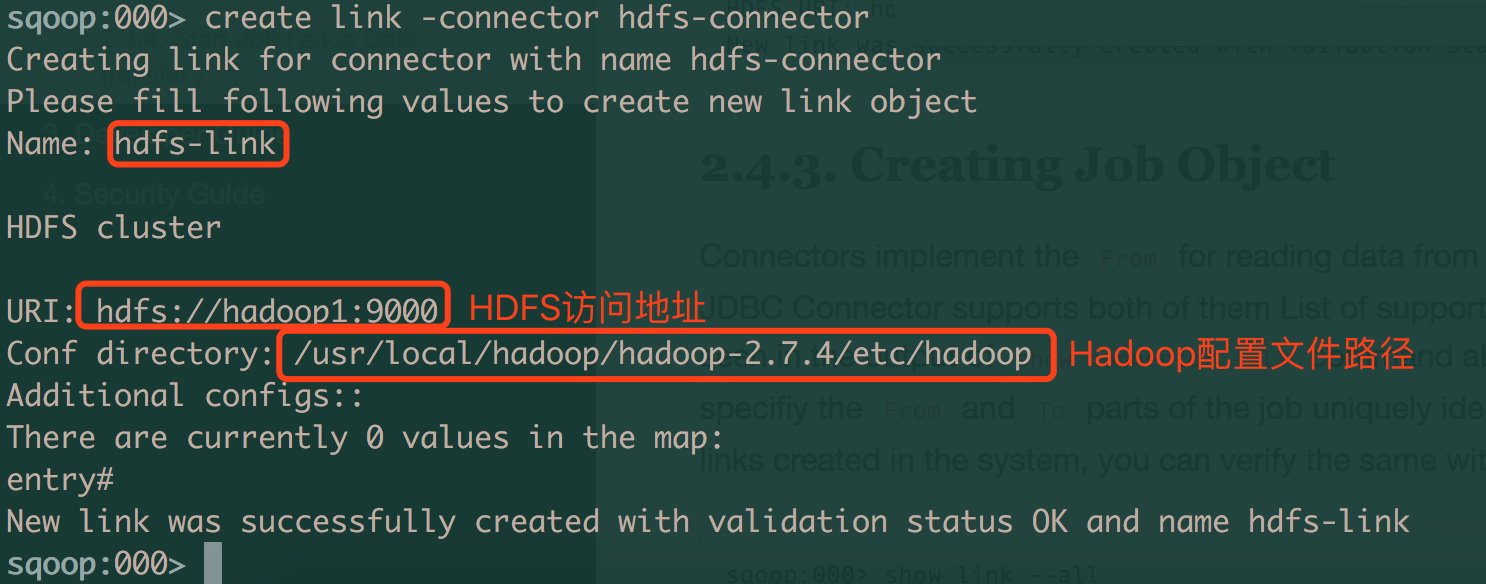 sqoop:000> create link -connector hdfs-connector
Creating link for connector with name hdfs-connector
Please fill following values to create new link object
Name: hdfs-link
4. Security Guide
2.4.3. Creating Job Object
HDFS cluster
Connectors implement the From for reading data from
URI: hdfs://hadoop1:9000 HDFS访问地址
JDBC Connector supports both of them List of support
Conf directory: /usr/local/hadoop/hadoop-2.7.4/etc/hadoop Hadoop配置文件路径
Additional configs::
specifiy the From and To parts of the job uniquely ide
There are currently 0 values in the map:
links created in the system, you can verify the same wit
entry#
New link was successfully created with validation status OK and name hdfs-link
sqoop:000>
sqoop:000> show link --all